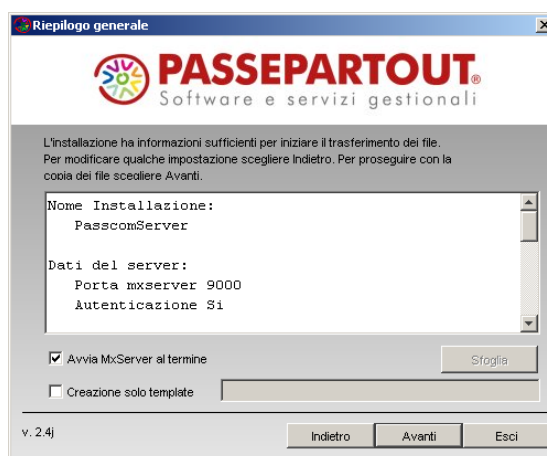 Riepilogo generale
PASSEPARTOUT®
Software e servizi gestionali
L'installazione ha informazioni sufficienti per iniziare il trasferimento dei file.
Per modificare qualche impostazione scegliere Indietro. Per proseguire con la
copia dei file scegliere Avanti.
Nome Installazione:
PasscomServer
Dati del server:
Porta mxserver 9000
Autenticazione Si
Avvia MxServer al termine
Sfoglia
Creazione solo template
v. 2.4j
Indietro
Avanti
Esci